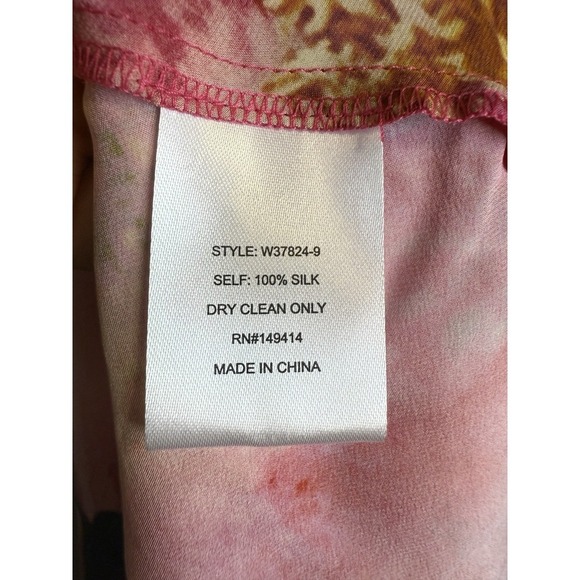 STYLE: W37824-9
SELF: 100% SILK
DRY CLEAN ONLY
RN#149414
MADE IN CHINA